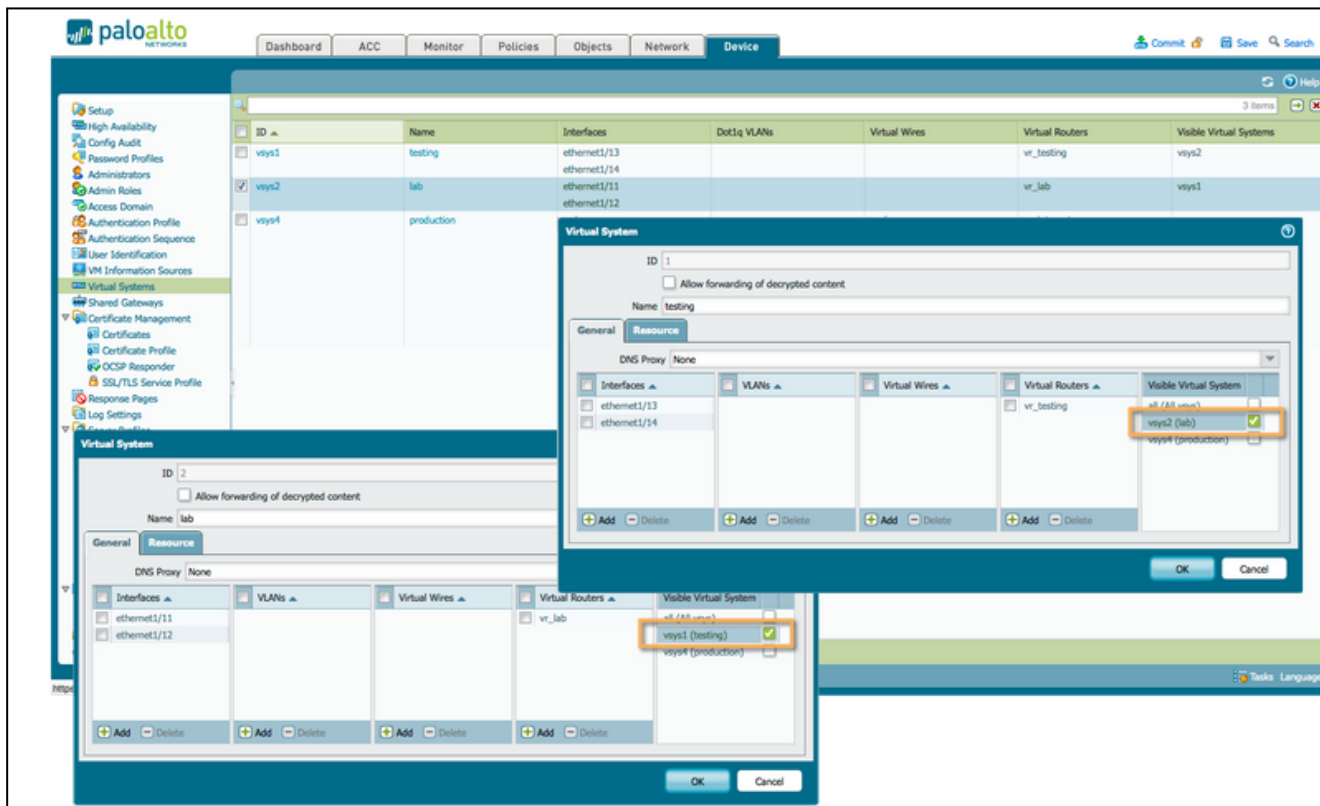 paloalto
NETWORKS
Dashboard ACC Monitor Policies Objects Network Device
Commit Save Search
Help
3 items
Setup
High Availability
Config Audit
Password Profiles
Administrators
Admin Roles
Access Domain
Authentication Profile
Authentication Sequence
User Identification
VM Information Sources
Virtual Systems
Shared Gateways
Certificate Management
Certificates
Certificate Profile
OCSP Responder
SSL/TLS Service Profile
Response Pages
Log Settings
ID Name Interfaces Dot1q VLANs Virtual Wires Virtual Routers Visible Virtual Systems
vsys1 testing ethernet1/13 vr_testing vsys2
ethernet1/14
vsys2 lab ethernet1/11 vr_lab vsys1
ethernet1/12
vsys4 production
Virtual System
ID 1
Allow forwarding of decrypted content
Name testing
General Resource
DNS Proxy None
Interfaces VLANs Virtual Wires Virtual Routers Visible Virtual System
ethernet1/13 vr_testing all (All vsys)
ethernet1/14 vsys2 (lab)
vsys4 (production)
Add Delete Add Delete Add Delete Add Delete
OK Cancel
Virtual System
ID 2
Allow forwarding of decrypted content
Name lab
General Resource
DNS Proxy None
Interfaces VLANs Virtual Wires Virtual Routers Visible Virtual System
ethernet1/11 vr_lab all (All vsys)
ethernet1/12 vsys1 (testing)
vsys4 (production)
Add Delete Add Delete Add Delete Add Delete
OK Cancel
Tasks Language